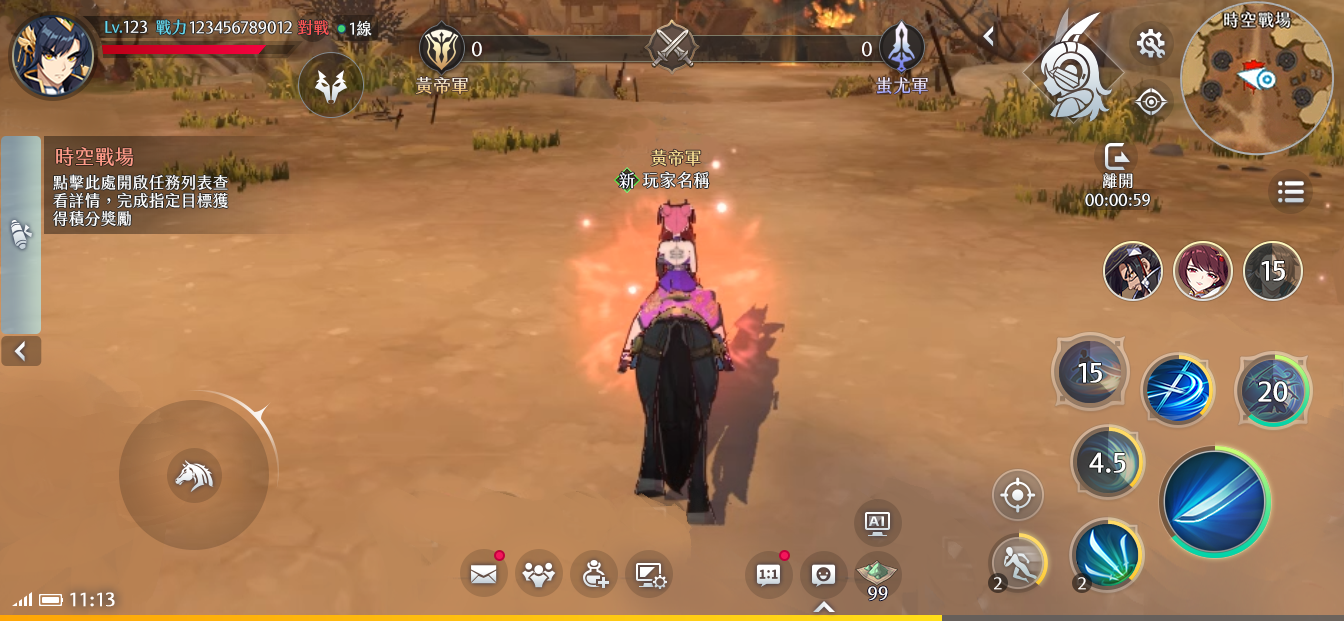 Lv.123 戰力123456789012 對戰 1線
0
0
黃帝軍
蚩尤軍
時空戰場
時空戰場
點擊此處開啟任務列表查
看詳情，完成指定目標獲
得積分獎勵
黃帝軍
新 玩家名稱
離開
00:00:59
15
15
20
4.5
2
2
AI
1:1
99
11:13